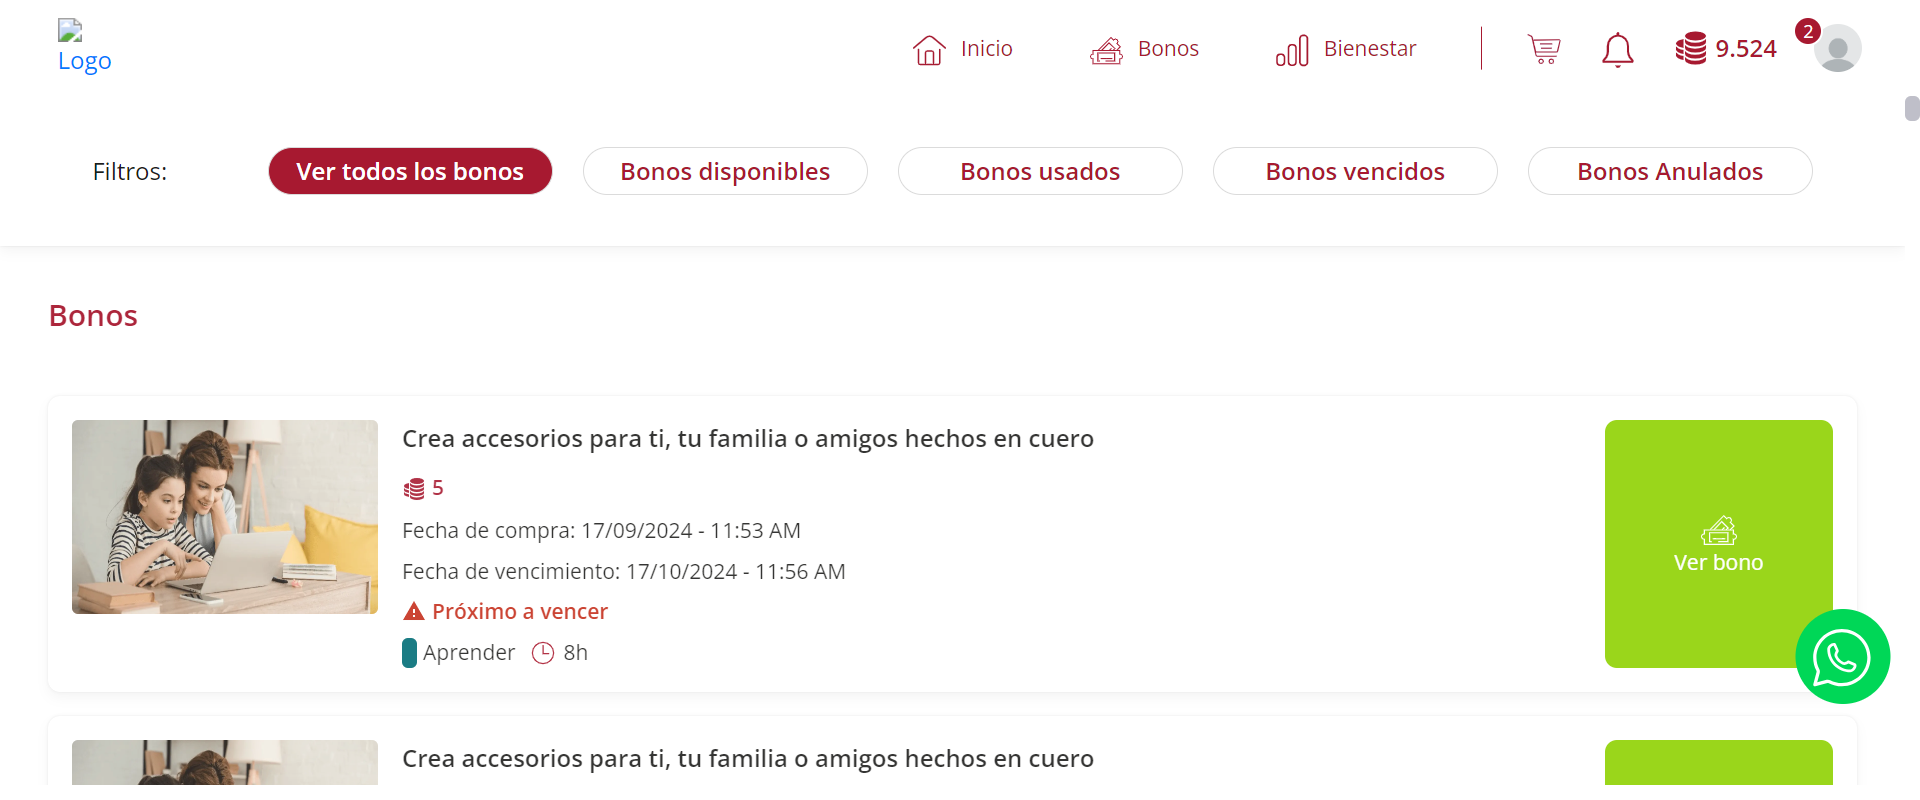 Logo
Inicio
Bonos
Bienestar
9.524
2
Filtros:
Ver todos los bonos
Bonos disponibles
Bonos usados
Bonos vencidos
Bonos Anulados
Bonos
Crea accesorios para ti, tu familia o amigos hechos en cuero
5
Fecha de compra: 17/09/2024 - 11:53 AM
Fecha de vencimiento: 17/10/2024 - 11:56 AM
Próximo a vencer
Aprender 8h
Ver bono
Crea accesorios para ti, tu familia o amigos hechos en cuero